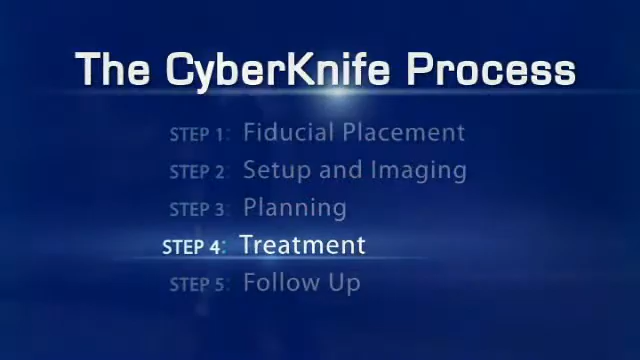 The CyberKnife Process
STEP 1: Fiducial Placement
STEP 2: Setup and Imaging
STEP 3: Planning
STEP 4: Treatment
STEP 5: Follow Up